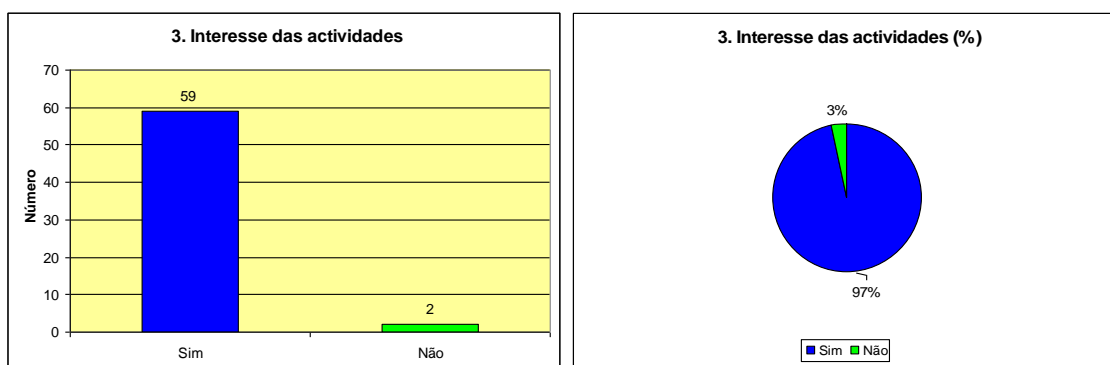 3. Interesse das actividades
Número
70
60
50
40
30
20
10
0
59
2
Sim
Não
3. Interesse das actividades (%)
3%
97%
Sim Não